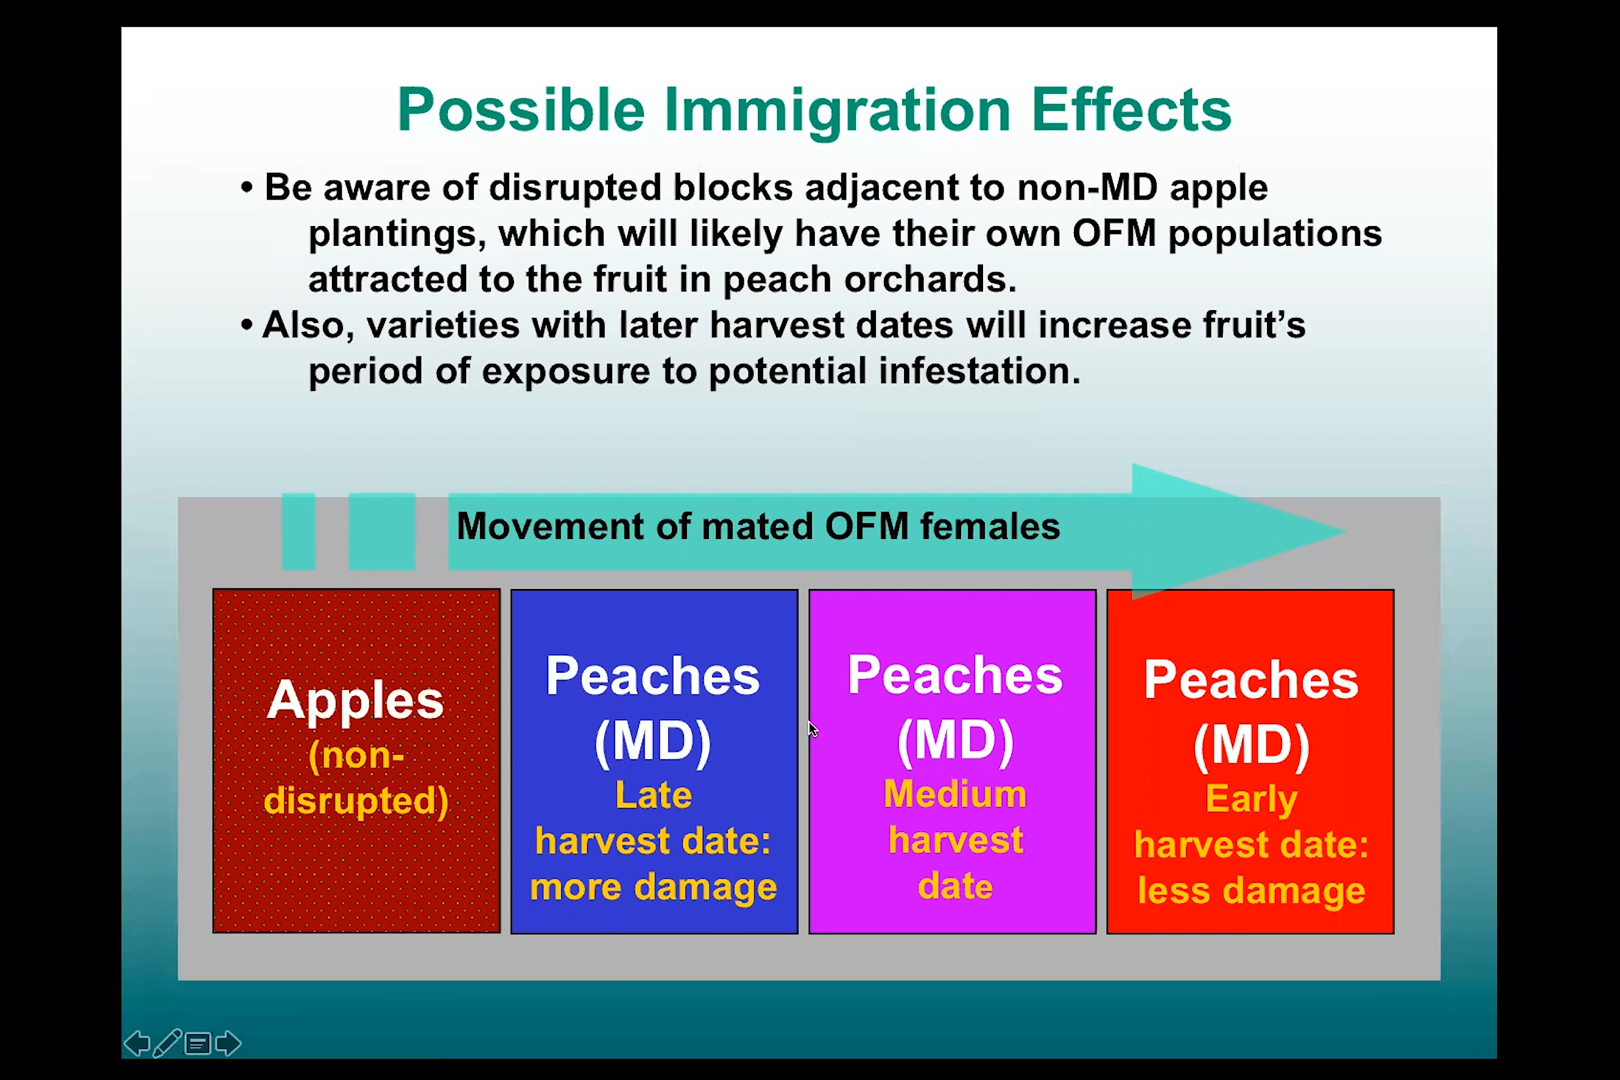 Possible Immigration Effects
• Be aware of disrupted blocks adjacent to non-MD apple
plantings, which will likely have their own OFM populations
attracted to the fruit in peach orchards.
• Also, varieties with later harvest dates will increase fruit’s
period of exposure to potential infestation.
Movement of mated OFM females
Apples
(non-
disrupted)
Peaches
(MD)
Late
harvest date:
more damage
Peaches
(MD)
Medium
harvest
date
Peaches
(MD)
Early
harvest date:
less damage